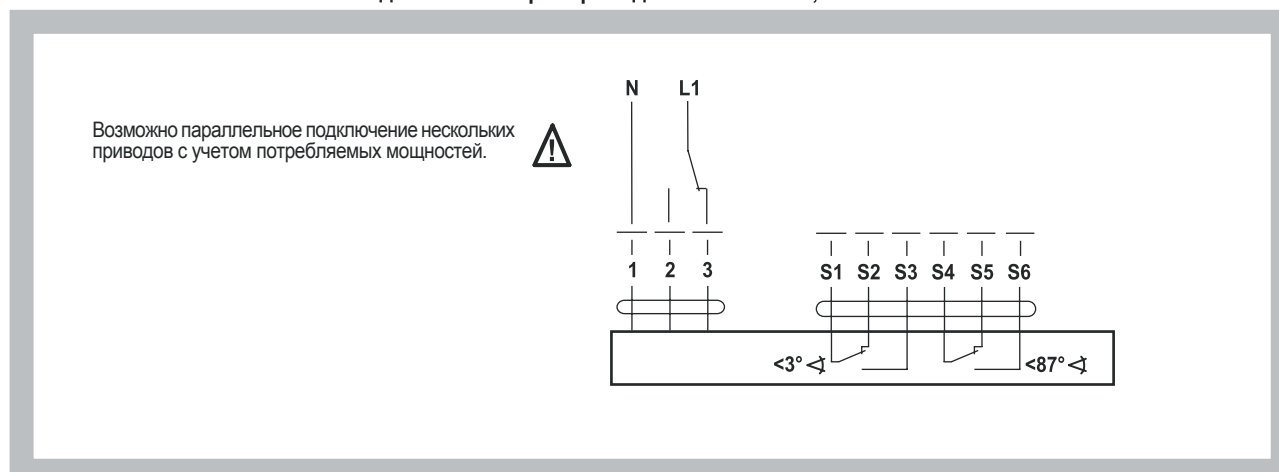 N L1
Возможно параллельное подключение нескольких
приводов с учетом потребляемых мощностей.
!
1 2 3 S1 S2 S3 S4 S5 S6
<3° <87°